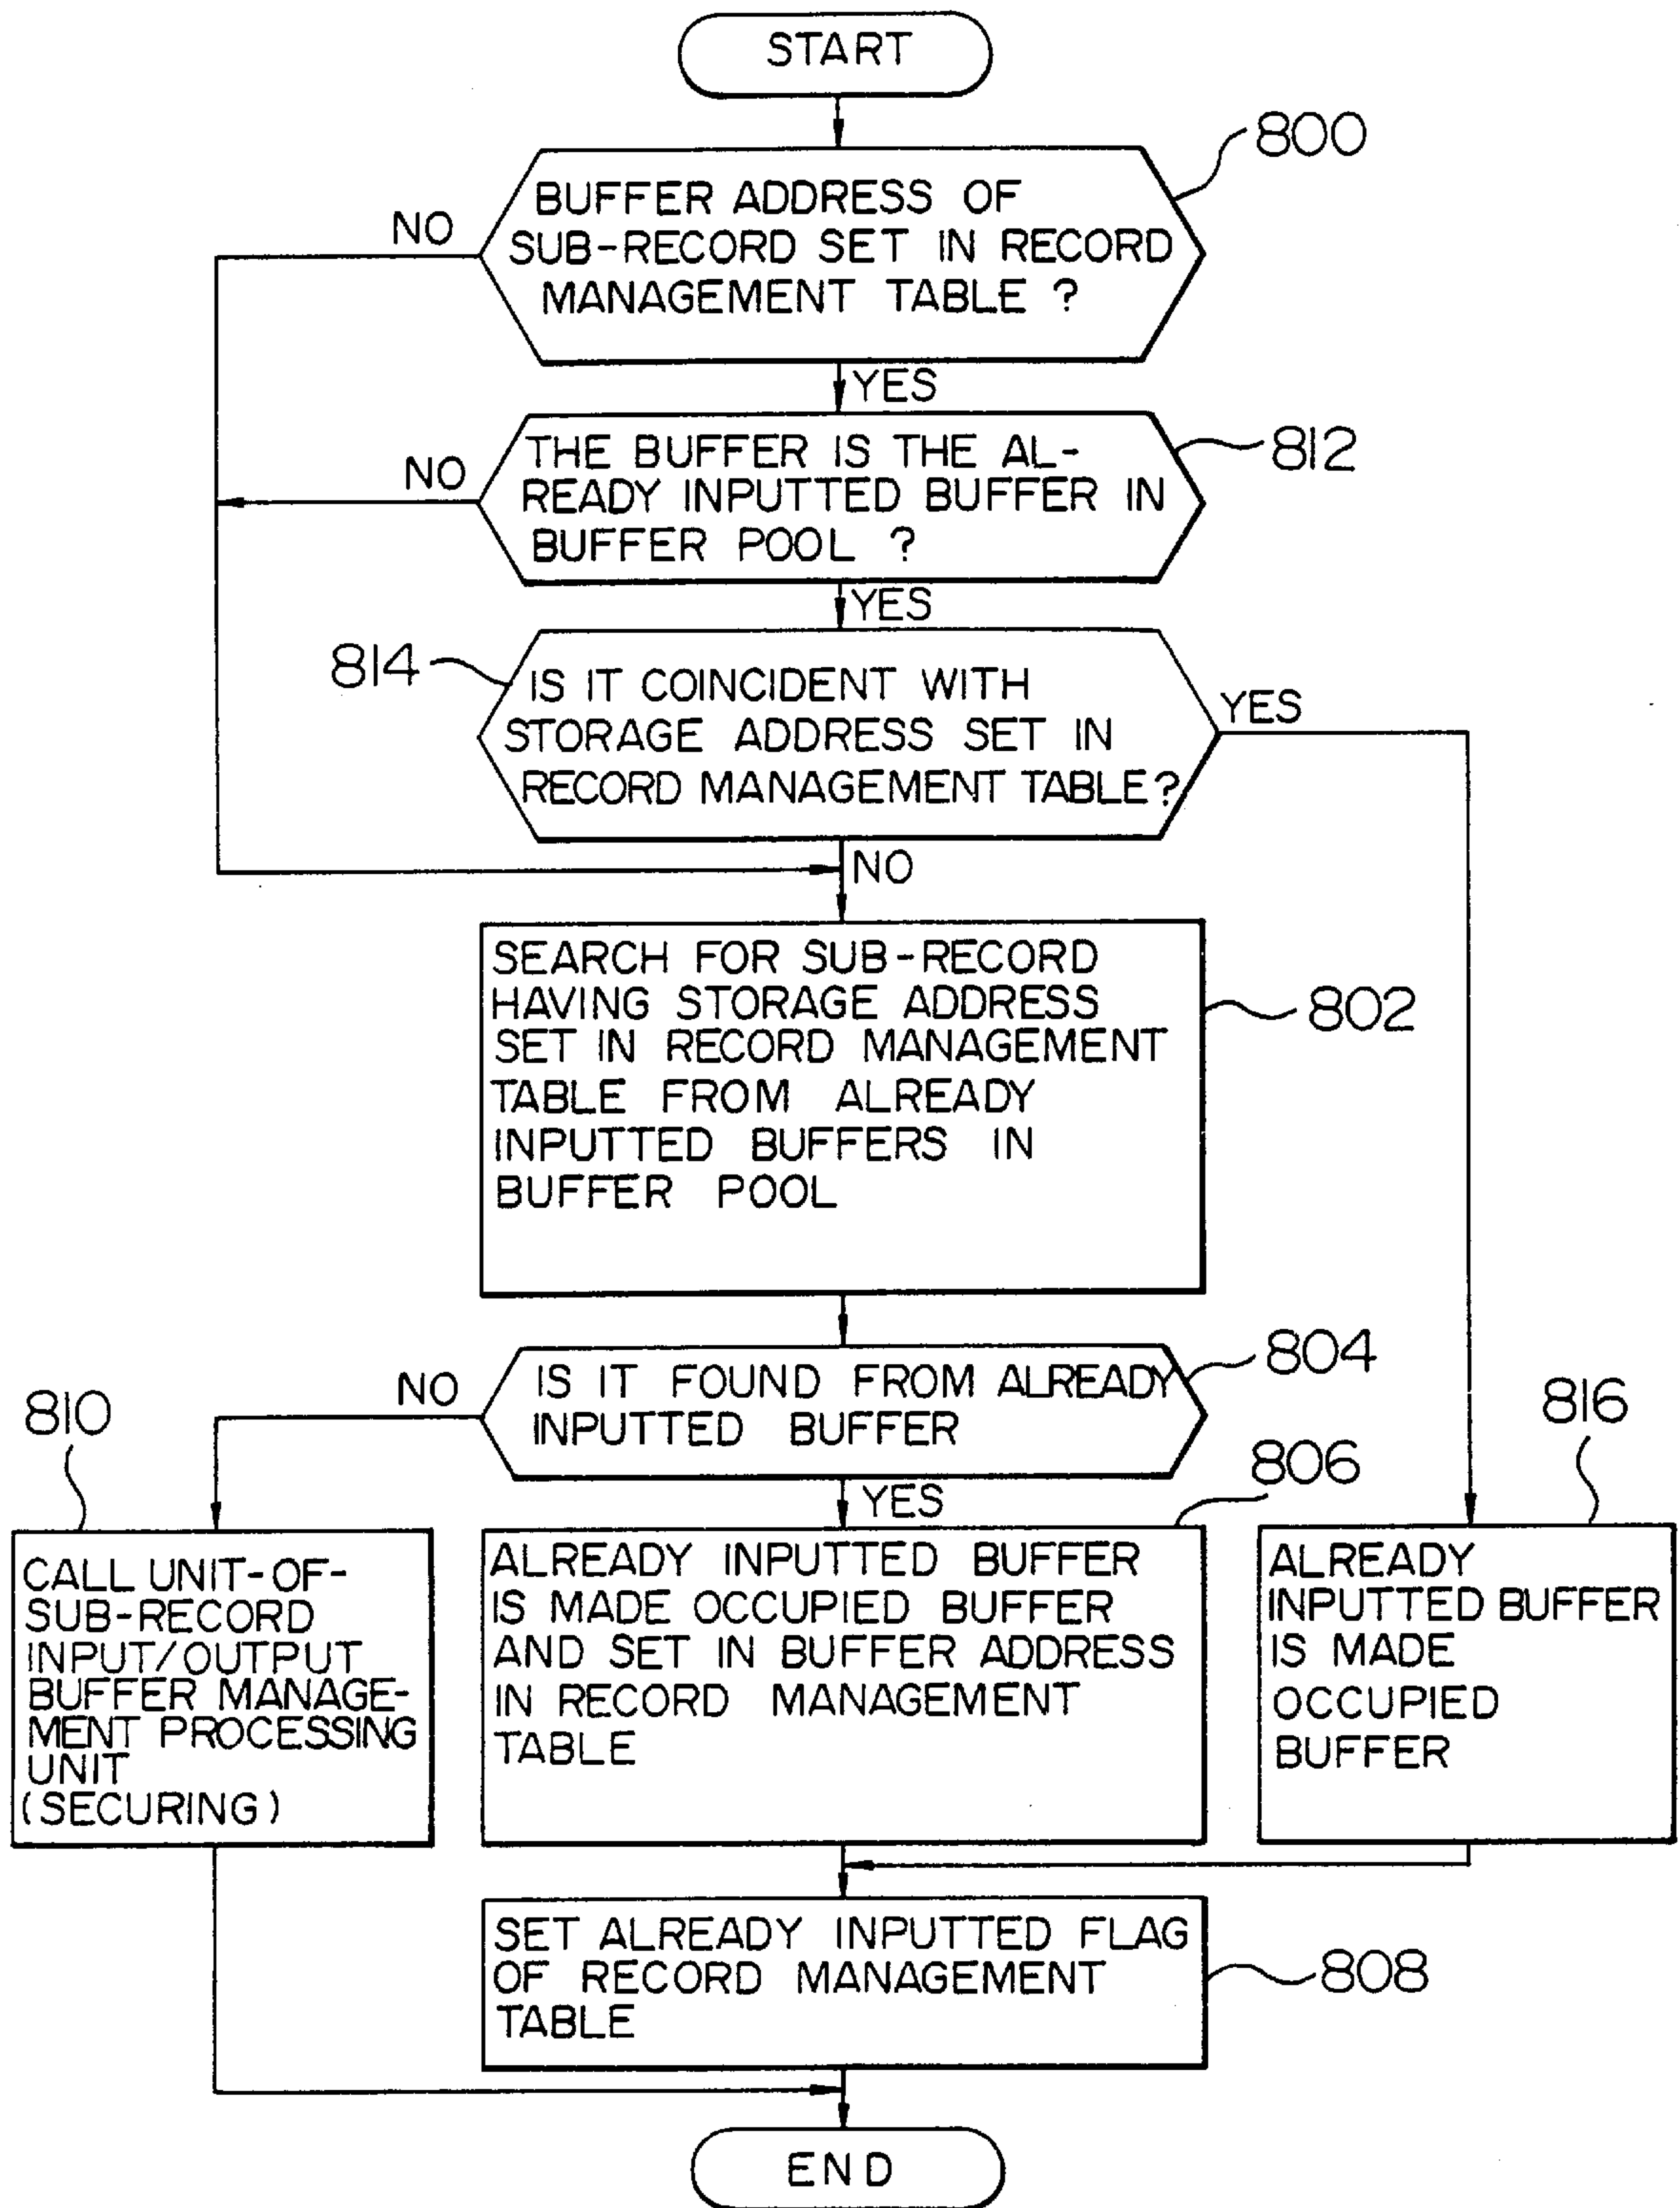 START
800
BUFFER ADDRESS OF
SUB-RECORD SET IN RECORD
MANAGEMENT TABLE ?
NO
YES
812
THE BUFFER IS THE AL-
READY INPUTTED BUFFER IN
BUFFER POOL ?
NO
YES
814
IS IT COINCIDENT WITH
STORAGE ADDRESS SET IN
RECORD MANAGEMENT TABLE?
YES
NO
SEARCH FOR SUB-RECORD
HAVING STORAGE ADDRESS
SET IN RECORD MANAGEMENT
TABLE FROM ALREADY
INPUTTED BUFFERS IN
BUFFER POOL
802
804
IS IT FOUND FROM ALREADY
INPUTTED BUFFER
NO
YES
810
CALL UNIT-OF-
SUB-RECORD
INPUT/OUTPUT
BUFFER MANAGE-
MENT PROCESSING
UNIT
(SECURING)
806
ALREADY INPUTTED BUFFER
IS MADE OCCUPIED BUFFER
AND SET IN BUFFER ADDRESS
IN RECORD MANAGEMENT
TABLE
816
ALREADY
INPUTTED BUFFER
IS MADE
OCCUPIED
BUFFER
SET ALREADY INPUTTED FLAG
OF RECORD MANAGEMENT
TABLE
808
END